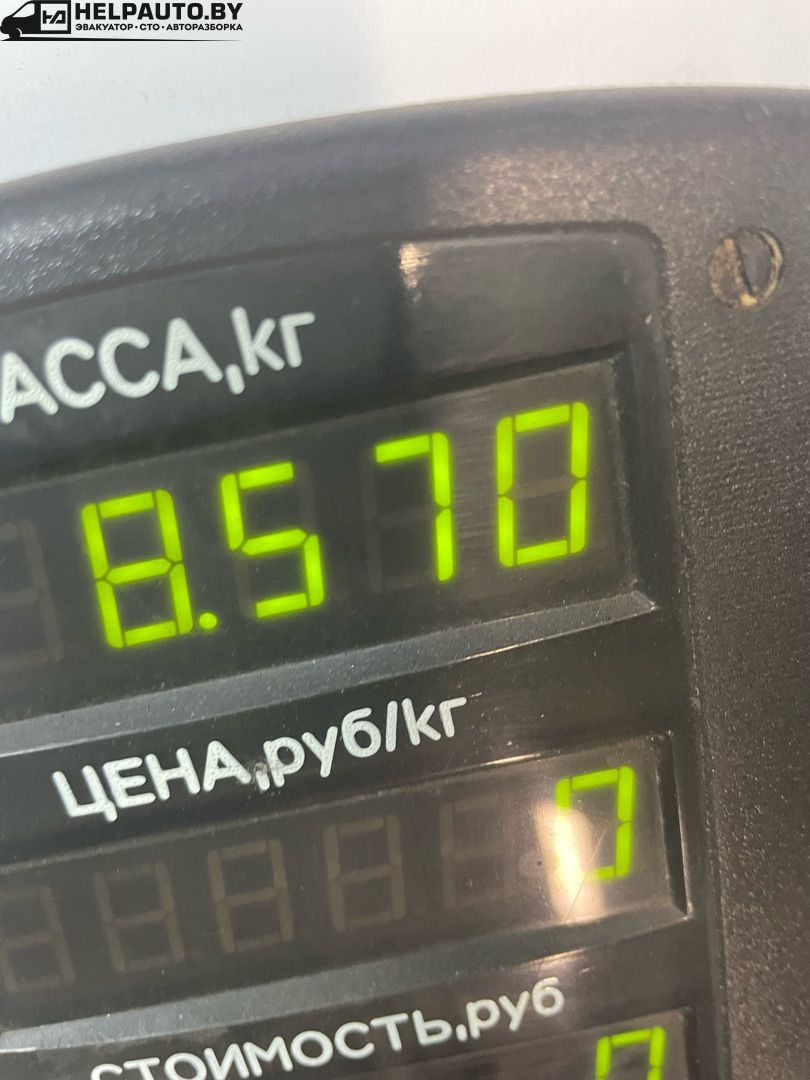 HELPAUTO.BY
ЭВАКУАТОР • СТО • АВТОРАЗБОРКА
АССА,кг
8.570
ЦЕНА,руб/кг
0
СТОИМОСТЬ,руб
0